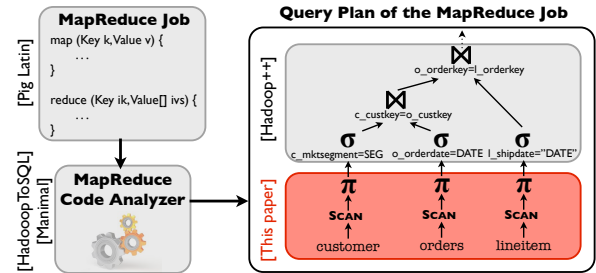 MapReduce Job
map (Key k,Value v) {
...
}
reduce (Key ik,Value[] ivs) {
...
}
[Pig Latin]
[HadooopToSQL]
[Manimal]
MapReduce
Code Analyzer
Query Plan of the MapReduce Job
[Hadoop++]
⋈
o_orderkey=l_orderkey
⋈
c_custkey=o_custkey
σ σ σ
c_mktsegment=SEG o_orderdate=DATE l_shipdate="DATE"
[This paper]
π π π
SCAN SCAN SCAN
customer orders lineitem